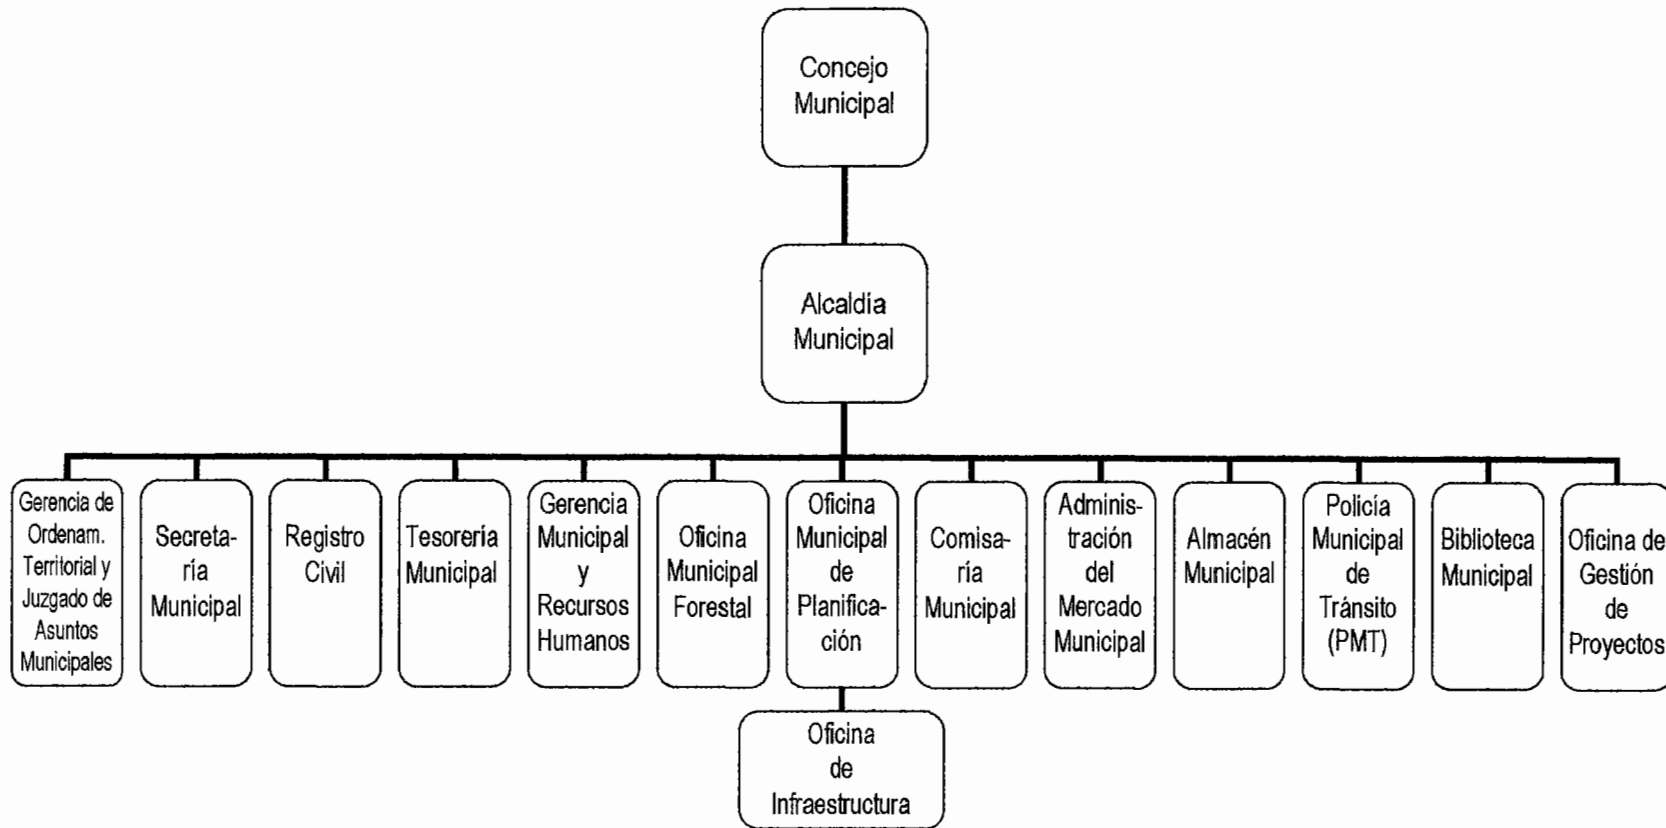 Concejo
Municipal
Alcaldía
Municipal
Gerencia de
Ordenam.
Territorial y
Juzgado de
Asuntos
Municipales
Secreta-
ría
Municipal
Registro
Civil
Tesorería
Municipal
Gerencia
Municipal
y
Recursos
Humanos
Oficina
Municipal
Forestal
Oficina
Municipal
de
Planifica-
ción
Comisa-
ría
Municipal
Adminis-
tración
del
Mercado
Municipal
Almacén
Municipal
Policía
Municipal
de
Tránsito
(PMT)
Biblioteca
Municipal
Oficina de
Gestión
de
Proyectos
Oficina
de
Infraestructura